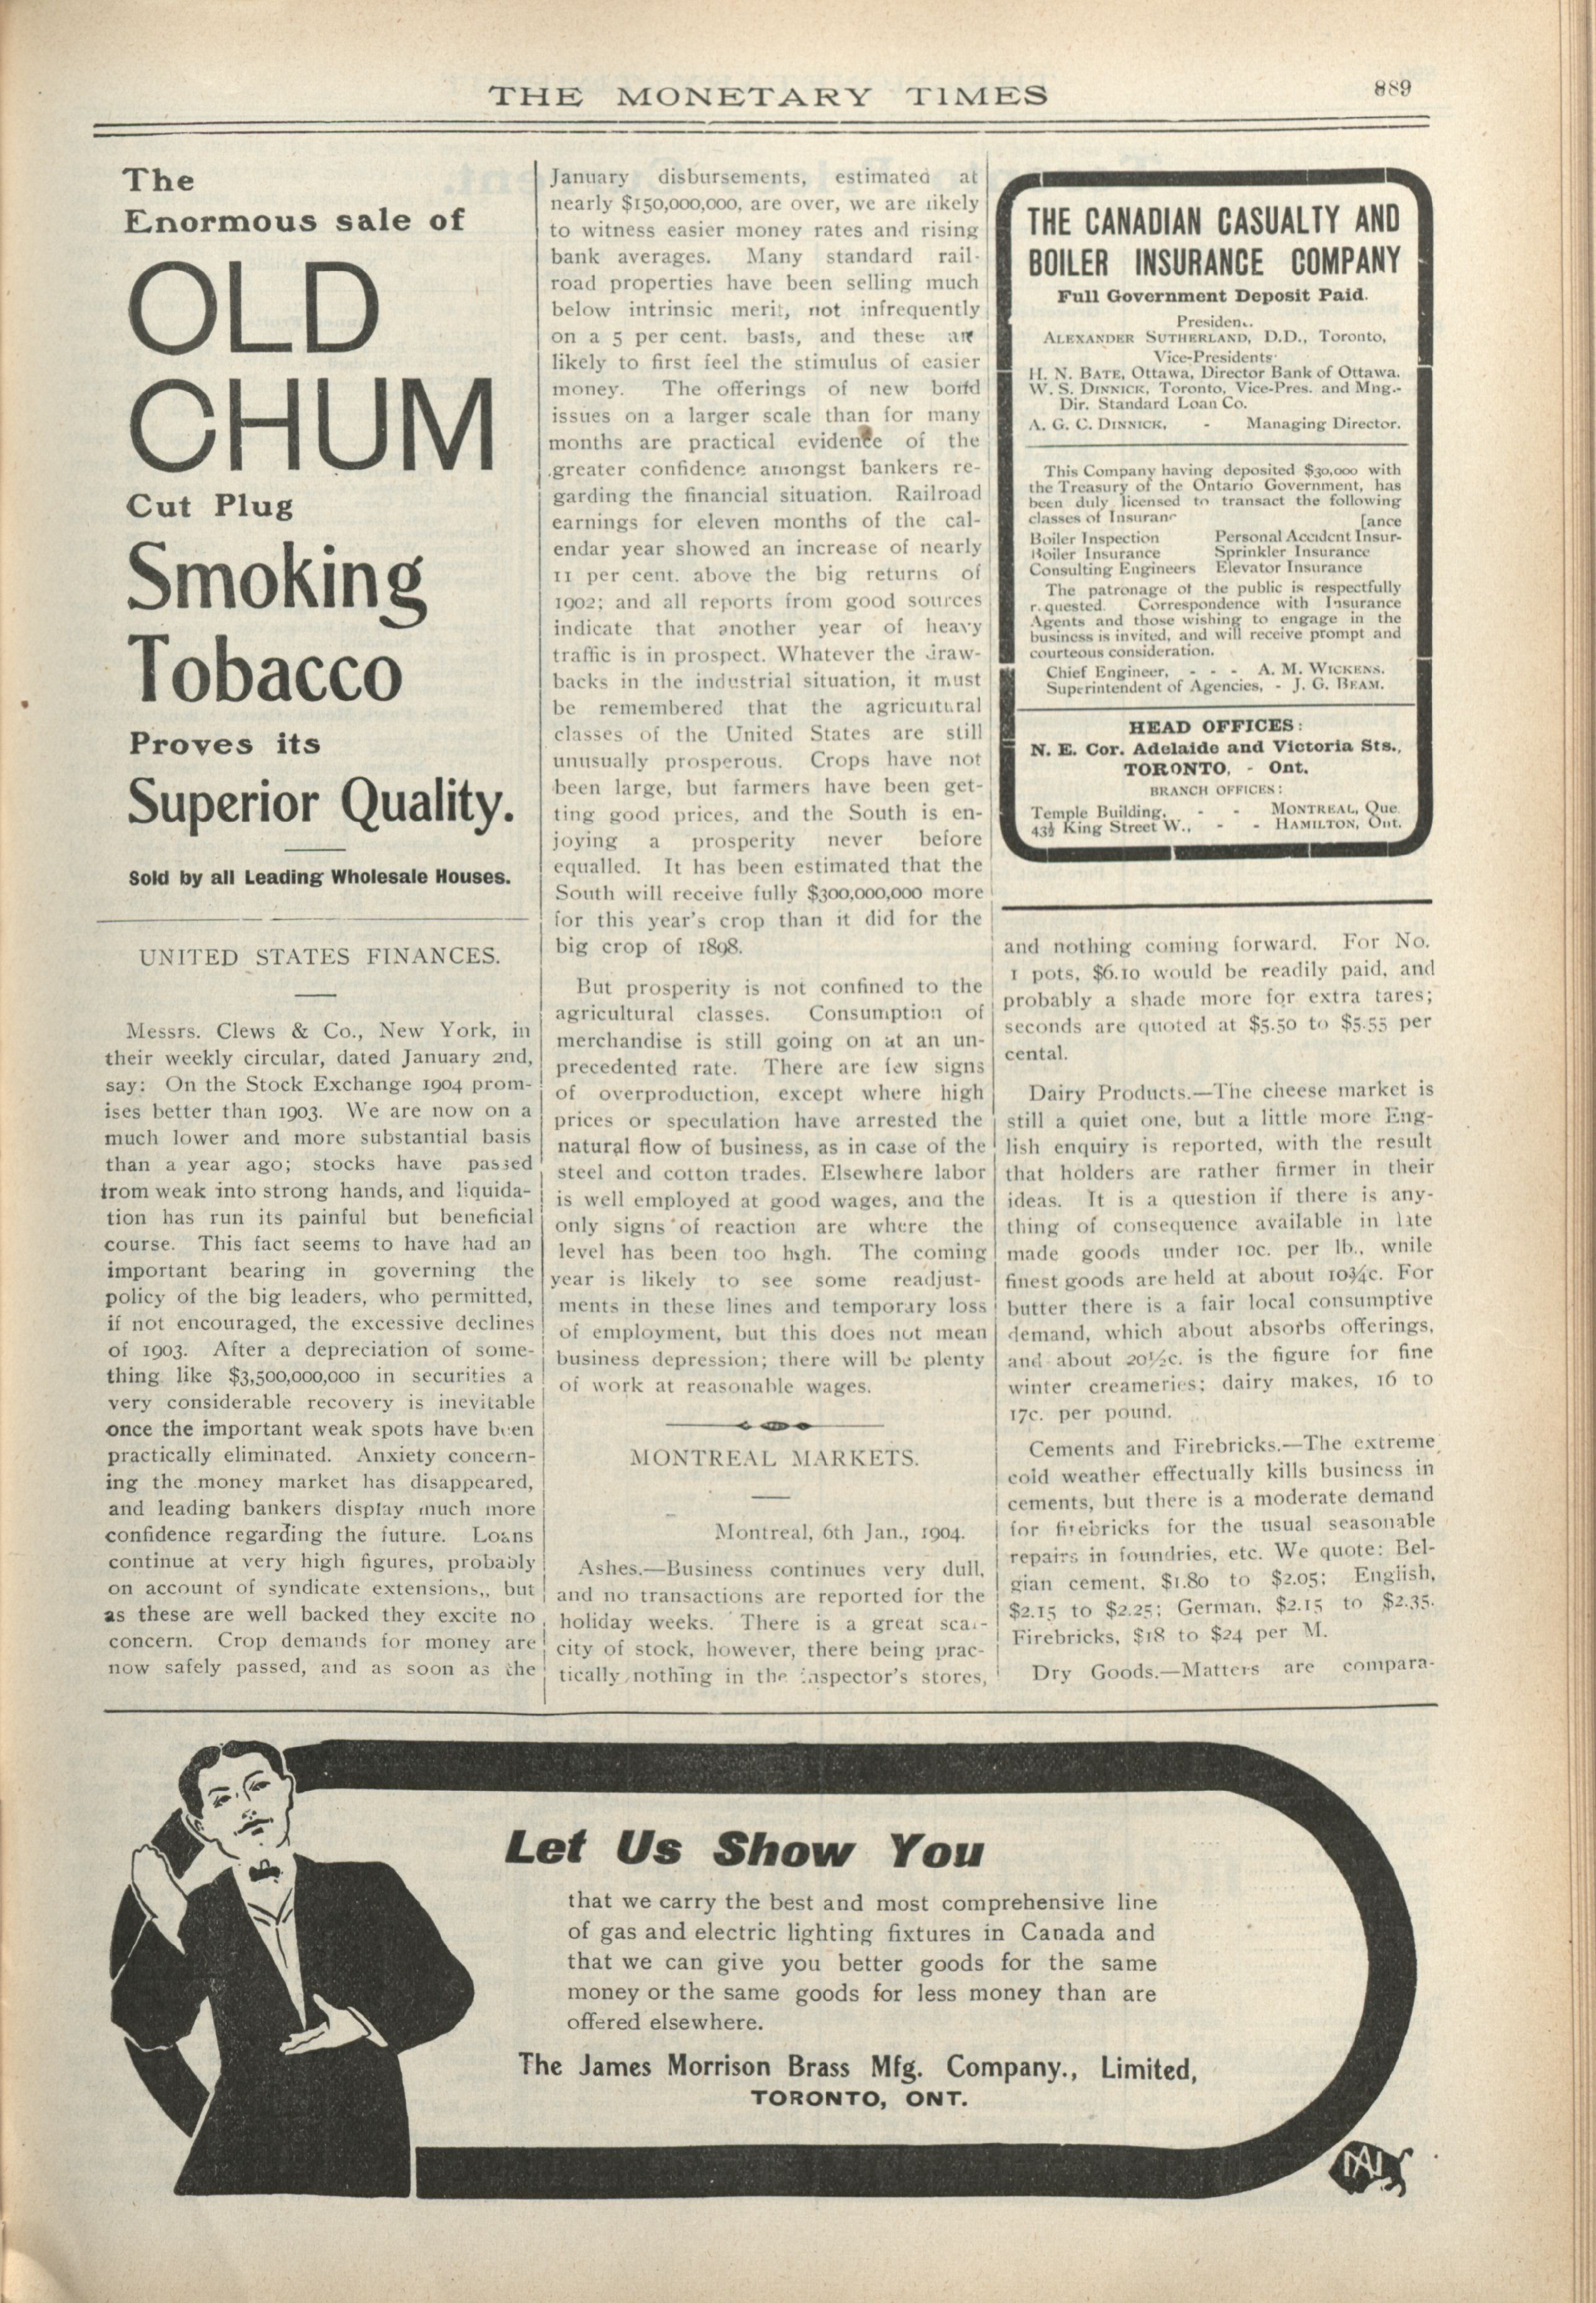 THE MONETARY TIMES
889
The
Enormous sale of
OLD
CHUM
Cut Plug
Smoking
Tobacco
Proves its
Superior Quality.
Sold by all Leading Wholesale Houses.
UNITED STATES FINANCES.
Messrs. Clews & Co., New York, in
their weekly circular, dated January 2nd,
say: On the Stock Exchange 1904 prom-
ises better than 1903. We are now on a
much lower and more substantial basis
than a year ago; stocks have passed
from weak into strong hands, and liquida-
tion has run its painful but beneficial
course. This fact seems to have had an
important bearing in governing the
policy of the big leaders, who permitted,
if not encouraged, the excessive declines
of 1903. After a depreciation of some-
thing like $3,500,000,000 in securities a
very considerable recovery is inevitable
once the important weak spots have been
practically eliminated. Anxiety concern-
ing the money market has disappeared,
and leading bankers display much more
confidence regarding the future. Loans
continue at very high figures, probably
on account of syndicate extensions,, but
as these are well backed they excite no
concern. Crop demands for money are
now safely passed, and as soon as the
January disbursements, estimated at
nearly $150,000,000, are over, we are likely
to witness easier money rates and rising
bank averages. Many standard rail-
road properties have been selling much
below intrinsic merit, not infrequently
on a 5 per cent. basis, and these are
likely to first feel the stimulus of easier
money. The offerings of new bond
issues on a larger scale than for many
months are practical evidence of the
greater confidence amongst bankers re-
garding the financial situation. Railroad
earnings for eleven months of the cal-
endar year showed an increase of nearly
11 per cent. above the big returns of
1902; and all reports from good sources
indicate that another year of heavy
traffic is in prospect. Whatever the draw-
backs in the industrial situation, it must
be remembered that the agricultural
classes of the United States are still
unusually prosperous. Crops have not
been large, but farmers have been get-
ting good prices, and the South is en-
joying a prosperity never before
equalled. It has been estimated that the
South will receive fully $300,000,000 more
for this year's crop than it did for the
big crop of 1898.
But prosperity is not confined to the
agricultural classes. Consumption of
merchandise is still going on at an un-
precedented rate. There are few signs
of overproduction, except where high
prices or speculation have arrested the
natural flow of business, as in case of the
steel and cotton trades. Elsewhere labor
is well employed at good wages, and the
only signs of reaction are where the
level has been too high. The coming
year is likely to see some readjust-
ments in these lines and temporary loss
of employment, but this does not mean
business depression; there will be plenty
of work at reasonable wages.
MONTREAL MARKETS.
Montreal, 6th Jan., 1904.
Ashes.—Business continues very dull,
and no transactions are reported for the
holiday weeks. There is a great scar-
city of stock, however, there being prac-
tically nothing in the inspector's stores,
THE CANADIAN CASUALTY AND
BOILER INSURANCE COMPANY
Full Government Deposit Paid.
President.
ALEXANDER SUTHERLAND, D.D., Toronto,
Vice-Presidents
H. N. BATE, Ottawa, Director Bank of Ottawa.
W. S. DINNICK, Toronto, Vice-Pres. and Mng.-
Dir. Standard Loan Co.
A. G. C. DINNICK, - Managing Director.
This Company having deposited $30,000 with
the Treasury of the Ontario Government, has
been duly licensed to transact the following
classes of Insurance [ance
Boiler Inspection Personal Accident Insur-
Boiler Insurance Sprinkler Insurance
Consulting Engineers Elevator Insurance
The patronage of the public is respectfully
requested. Correspondence with Insurance
Agents and those wishing to engage in the
business is invited, and will receive prompt and
courteous consideration.
Chief Engineer, - - - A. M. WICKENS.
Superintendent of Agencies, - J. G. BEAM.
HEAD OFFICES:
N. E. Cor. Adelaide and Victoria Sts.,
TORONTO, - Ont.
BRANCH OFFICES:
Temple Building, - - MONTREAL, Que.
43½ King Street W., - - HAMILTON, Ont.
and nothing coming forward. For No.
1 pots, $6.10 would be readily paid, and
probably a shade more for extra tares;
seconds are quoted at $5.50 to $5.55 per
cental.
Dairy Products.—The cheese market is
still a quiet one, but a little more Eng-
lish enquiry is reported, with the result
that holders are rather firmer in their
ideas. It is a question if there is any-
thing of consequence available in late
made goods under 10c. per lb., while
finest goods are held at about 10¾c. For
butter there is a fair local consumptive
demand, which about absorbs offerings,
and about 20½c. is the figure for fine
winter creameries; dairy makes, 16 to
17c. per pound.
Cements and Firebricks.—The extreme
cold weather effectually kills business in
cements, but there is a moderate demand
for firebricks for the usual seasonable
repairs in foundries, etc. We quote: Bel-
gian cement, $1.80 to $2.05; English,
$2.15 to $2.25; German, $2.15 to $2.35.
Firebricks, $18 to $24 per M.
Dry Goods.—Matters are compara-
Let Us Show You
that we carry the best and most comprehensive line
of gas and electric lighting fixtures in Canada and
that we can give you better goods for the same
money or the same goods for less money than are
offered elsewhere.
The James Morrison Brass Mfg. Company., Limited,
TORONTO, ONT.